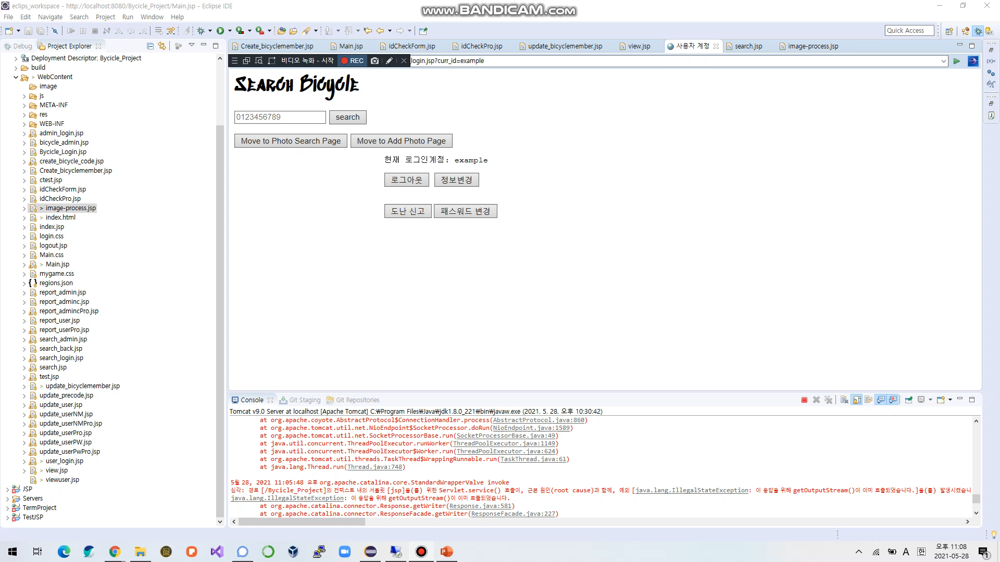 eclips_workspace - http://localhost:8080/Bycicle_Project/Main.jsp - Eclipse IDE
www.BANDICAM.com
File Edit Navigate Search Project Run Window Help
Quick Access
Debug Project Explorer
Create_bicyclemember.jsp Main.jsp idCheckForm.jsp idCheckPro.jsp update_bicyclemember.jsp view.jsp 사용자 계정 search.jsp image-process.jsp
비디오 녹화 - 시작 REC _login.jsp?curr_id=example
Deployment Descriptor: Bycicle_Project
build
> WebContent
image
js
META-INF
res
WEB-INF
admin_login.jsp
bicycle_admin.jsp
Bycicle_Login.jsp
create_bicycle_code.jsp
Create_bicyclemember.jsp
ctest.jsp
idCheckForm.jsp
idCheckPro.jsp
> image-process.jsp
> index.html
index.jsp
login.css
logout.jsp
Main.css
> Main.jsp
mygame.css
regions.json
report_admin.jsp
report_adminc.jsp
report_admincPro.jsp
report_user.jsp
report_userPro.jsp
search_admin.jsp
search_back.jsp
search_login.jsp
search.jsp
test.jsp
> update_bicyclemember.jsp
update_precode.jsp
update_user.jsp
update_userNM.jsp
update_userNMPro.jsp
update_userPro.jsp
update_userPW.jsp
update_userPwPro.jsp
> user_login.jsp
> view.jsp
> viewuser.jsp
JSP
Servers
TermProject
TestJSP
Search Bicycle
0123456789 search
Move to Photo Search Page Move to Add Photo Page
현재 로그인계정: example
로그아웃 정보변경
도난 신고 패스워드 변경
Console Git Staging Git Repositories
Tomcat v9.0 Server at localhost [Apache Tomcat] C:₩Program Files₩Java₩jdk1.8.0_221₩bin₩javaw.exe (2021. 5. 28. 오후 10:30:42)
at org.apache.coyote.AbstractProtocol$ConnectionHandler.process(AbstractProtocol.java:860)
at org.apache.tomcat.util.net.NioEndpoint$SocketProcessor.doRun(NioEndpoint.java:1589)
at org.apache.tomcat.util.net.SocketProcessorBase.run(SocketProcessorBase.java:49)
at java.util.concurrent.ThreadPoolExecutor.runWorker(ThreadPoolExecutor.java:1149)
at java.util.concurrent.ThreadPoolExecutor$Worker.run(ThreadPoolExecutor.java:624)
at org.apache.tomcat.util.threads.TaskThread$WrappingRunnable.run(TaskThread.java:61)
at java.lang.Thread.run(Thread.java:748)
5월 28, 2021 11:05:48 오후 org.apache.catalina.core.StandardWrapperValve invoke
심각: 경로 [/Bycicle_Project]의 컨텍스트 내의 서블릿 [jsp]을(를) 위한 Servlet.service() 호출이, 근본 원인(root cause)과 함께, 예외 [java.lang.IllegalStateException: 이 응답을 위해 getOutputStream()이 이미 호출되었습니다.]을(를) 발생시켰습니
java.lang.IllegalStateException: 이 응답을 위해 getOutputStream()이 이미 호출되었습니다.
at org.apache.catalina.connector.Response.getWriter(Response.java:581)
at org.apache.catalina.connector.ResponseFacade.getWriter(ResponseFacade.java:227)
A 한 오후 11:08
2021-05-28
1